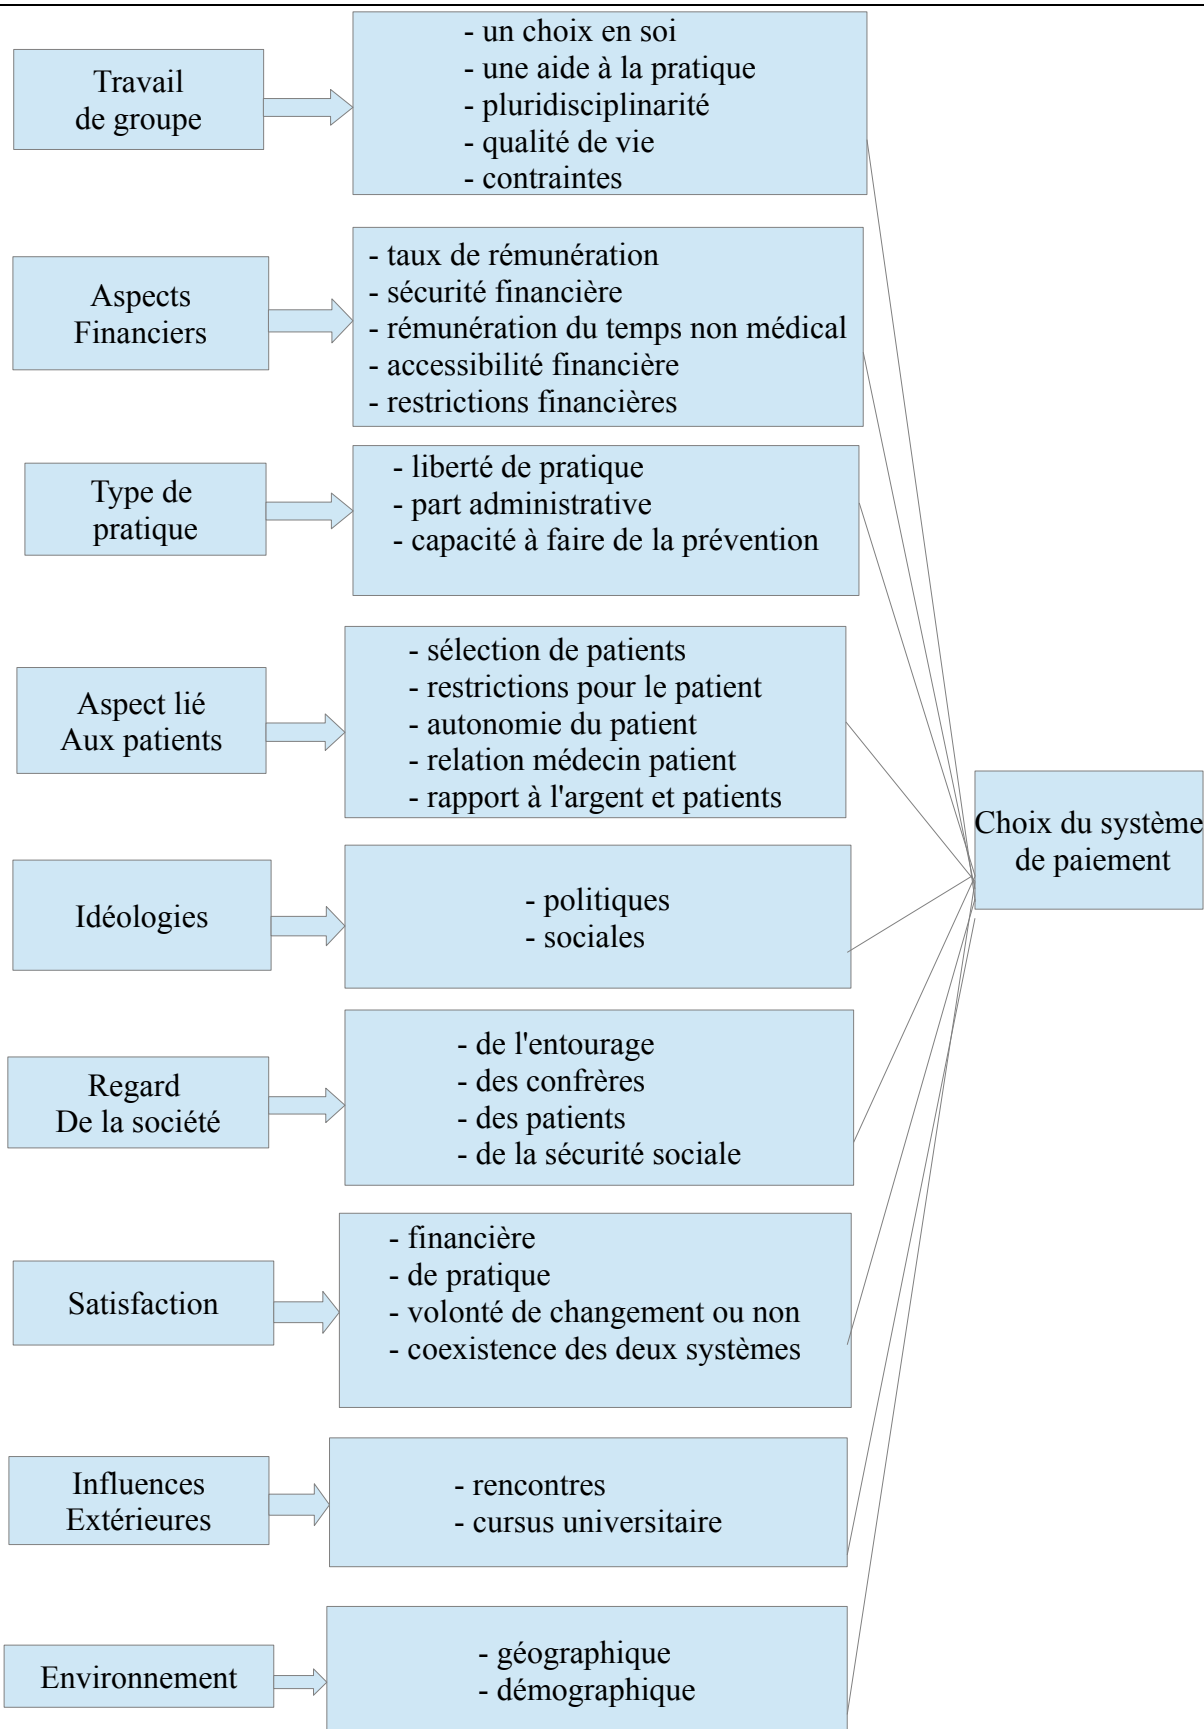 Travail
de groupe
- un choix en soi
- une aide à la pratique
- pluridisciplinarité
- qualité de vie
- contraintes
Aspects
Financiers
- taux de rémunération
- sécurité financière
- rémunération du temps non médical
- accessibilité financière
- restrictions financières
Type de
pratique
- liberté de pratique
- part administrative
- capacité à faire de la prévention
Aspect lié
Aux patients
- sélection de patients
- restrictions pour le patient
- autonomie du patient
- relation médecin patient
- rapport à l'argent et patients
Idéologies
- politiques
- sociales
Regard
De la société
- de l'entourage
- des confrères
- des patients
- de la sécurité sociale
Satisfaction
- financière
- de pratique
- volonté de changement ou non
- coexistence des deux systèmes
Influences
Extérieures
- rencontres
- cursus universitaire
Environnement
- géographique
- démographique
Choix du système
de paiement